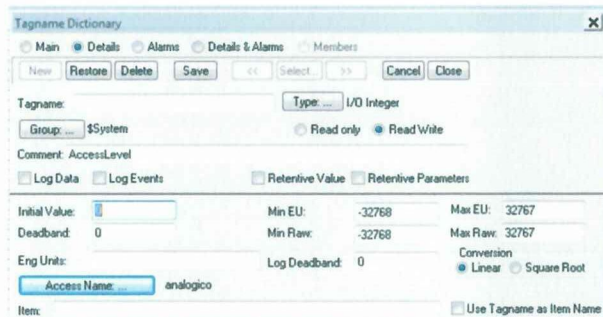 Tagname Dictionary X
Main Details Alarms Details & Alarms Members
New Restore Delete Save << Select... >> Cancel Close
Tagname: Type: ... I/O Integer
Group: ... $System Read only Read Write
Comment: AccessLevel
Log Data Log Events Retentive Value Retentive Parameters
Initial Value: 0 Min EU: -32768 Max EU: 32767
Deadband: 0 Min Raw: -32768 Max Raw: 32767
Eng Units: Log Deadband: 0 Conversion
Linear Square Root
Access Name: ... analogico
Item: Use Tagname as Item Name